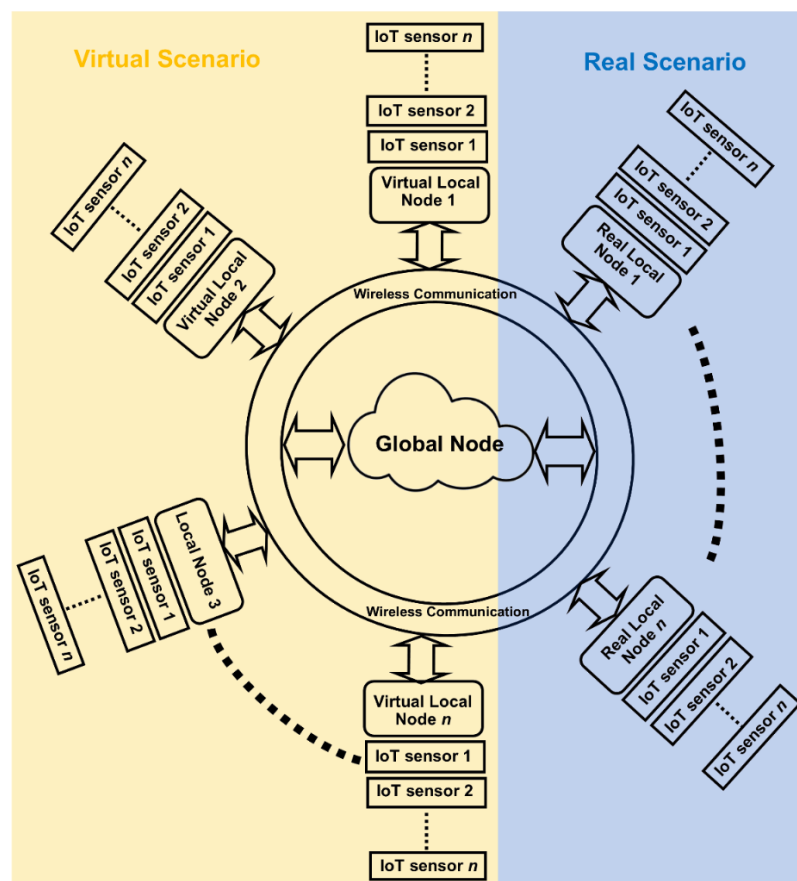 Virtual Scenario
Real Scenario
IoT sensor n
IoT sensor 2
IoT sensor 1
Virtual Local
Node 1
IoT sensor n
IoT sensor 2
IoT sensor 1
Virtual Local
Node 2
IoT sensor n
IoT sensor 2
IoT sensor 1
Real Local
Node 1
Wireless Communication
Global Node
Local Node 3
IoT sensor 1
IoT sensor 2
IoT sensor n
Wireless Communication
Real Local
Node n
IoT sensor 1
IoT sensor 2
IoT sensor n
Virtual Local
Node n
IoT sensor 1
IoT sensor 2
IoT sensor n